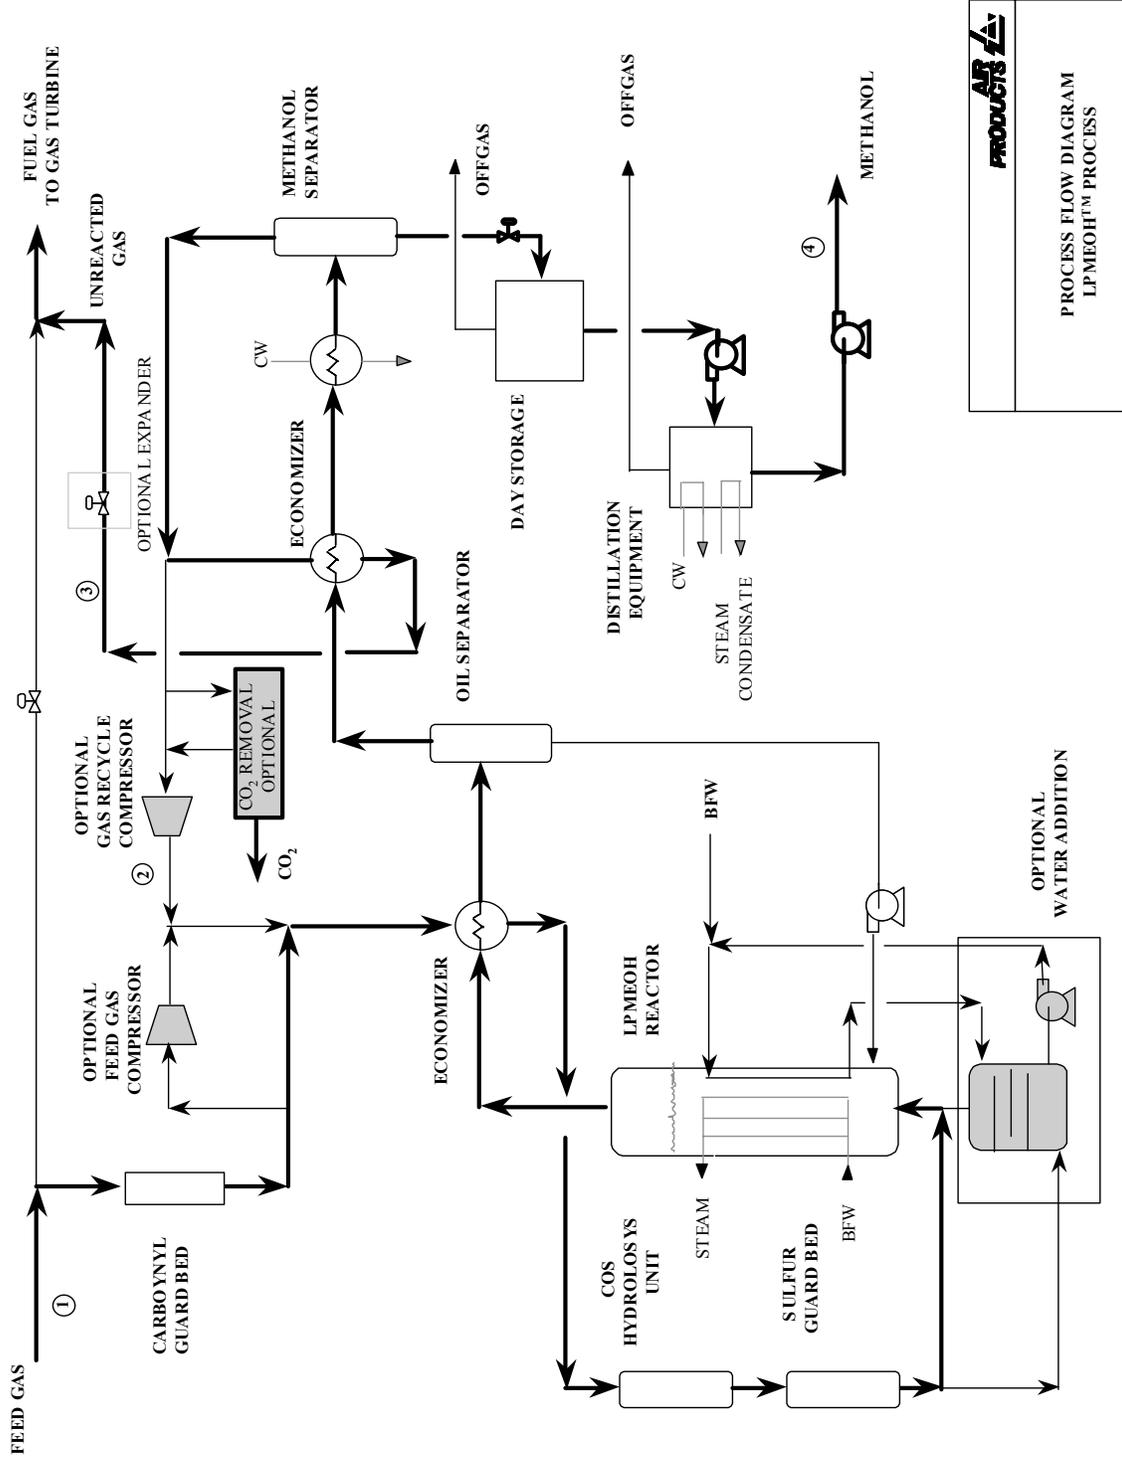 FEED GAS
1
CARBOYNYL
GUARD BED
OPTIONAL
FEED GAS
COMPRESSOR
2
OPTIONAL
GAS RECYCLE
COMPRESSOR
CO2 REMOVAL
OPTIONAL
CO2
3
OPTIONAL EXPANDER
UNREACTED
GAS
FUEL GAS
TO GAS TURBINE
ECONOMIZER
OIL SEPARATOR
ECONOMIZER
CW
METHANOL
SEPARATOR
OFFGAS
DAY STORAGE
OFFGAS
DISTILLATION
EQUIPMENT
CW
STEAM
CONDENSATE
4
METHANOL
COS
HYDROLOSYS
UNIT
SULFUR
GUARD BED
STEAM
BFW
LPMEOH
REACTOR
BFW
OPTIONAL
WATER ADDITION
AIR
PRODUCTS
PROCESS FLOW DIAGRAM
LPMEOH™ PROCESS